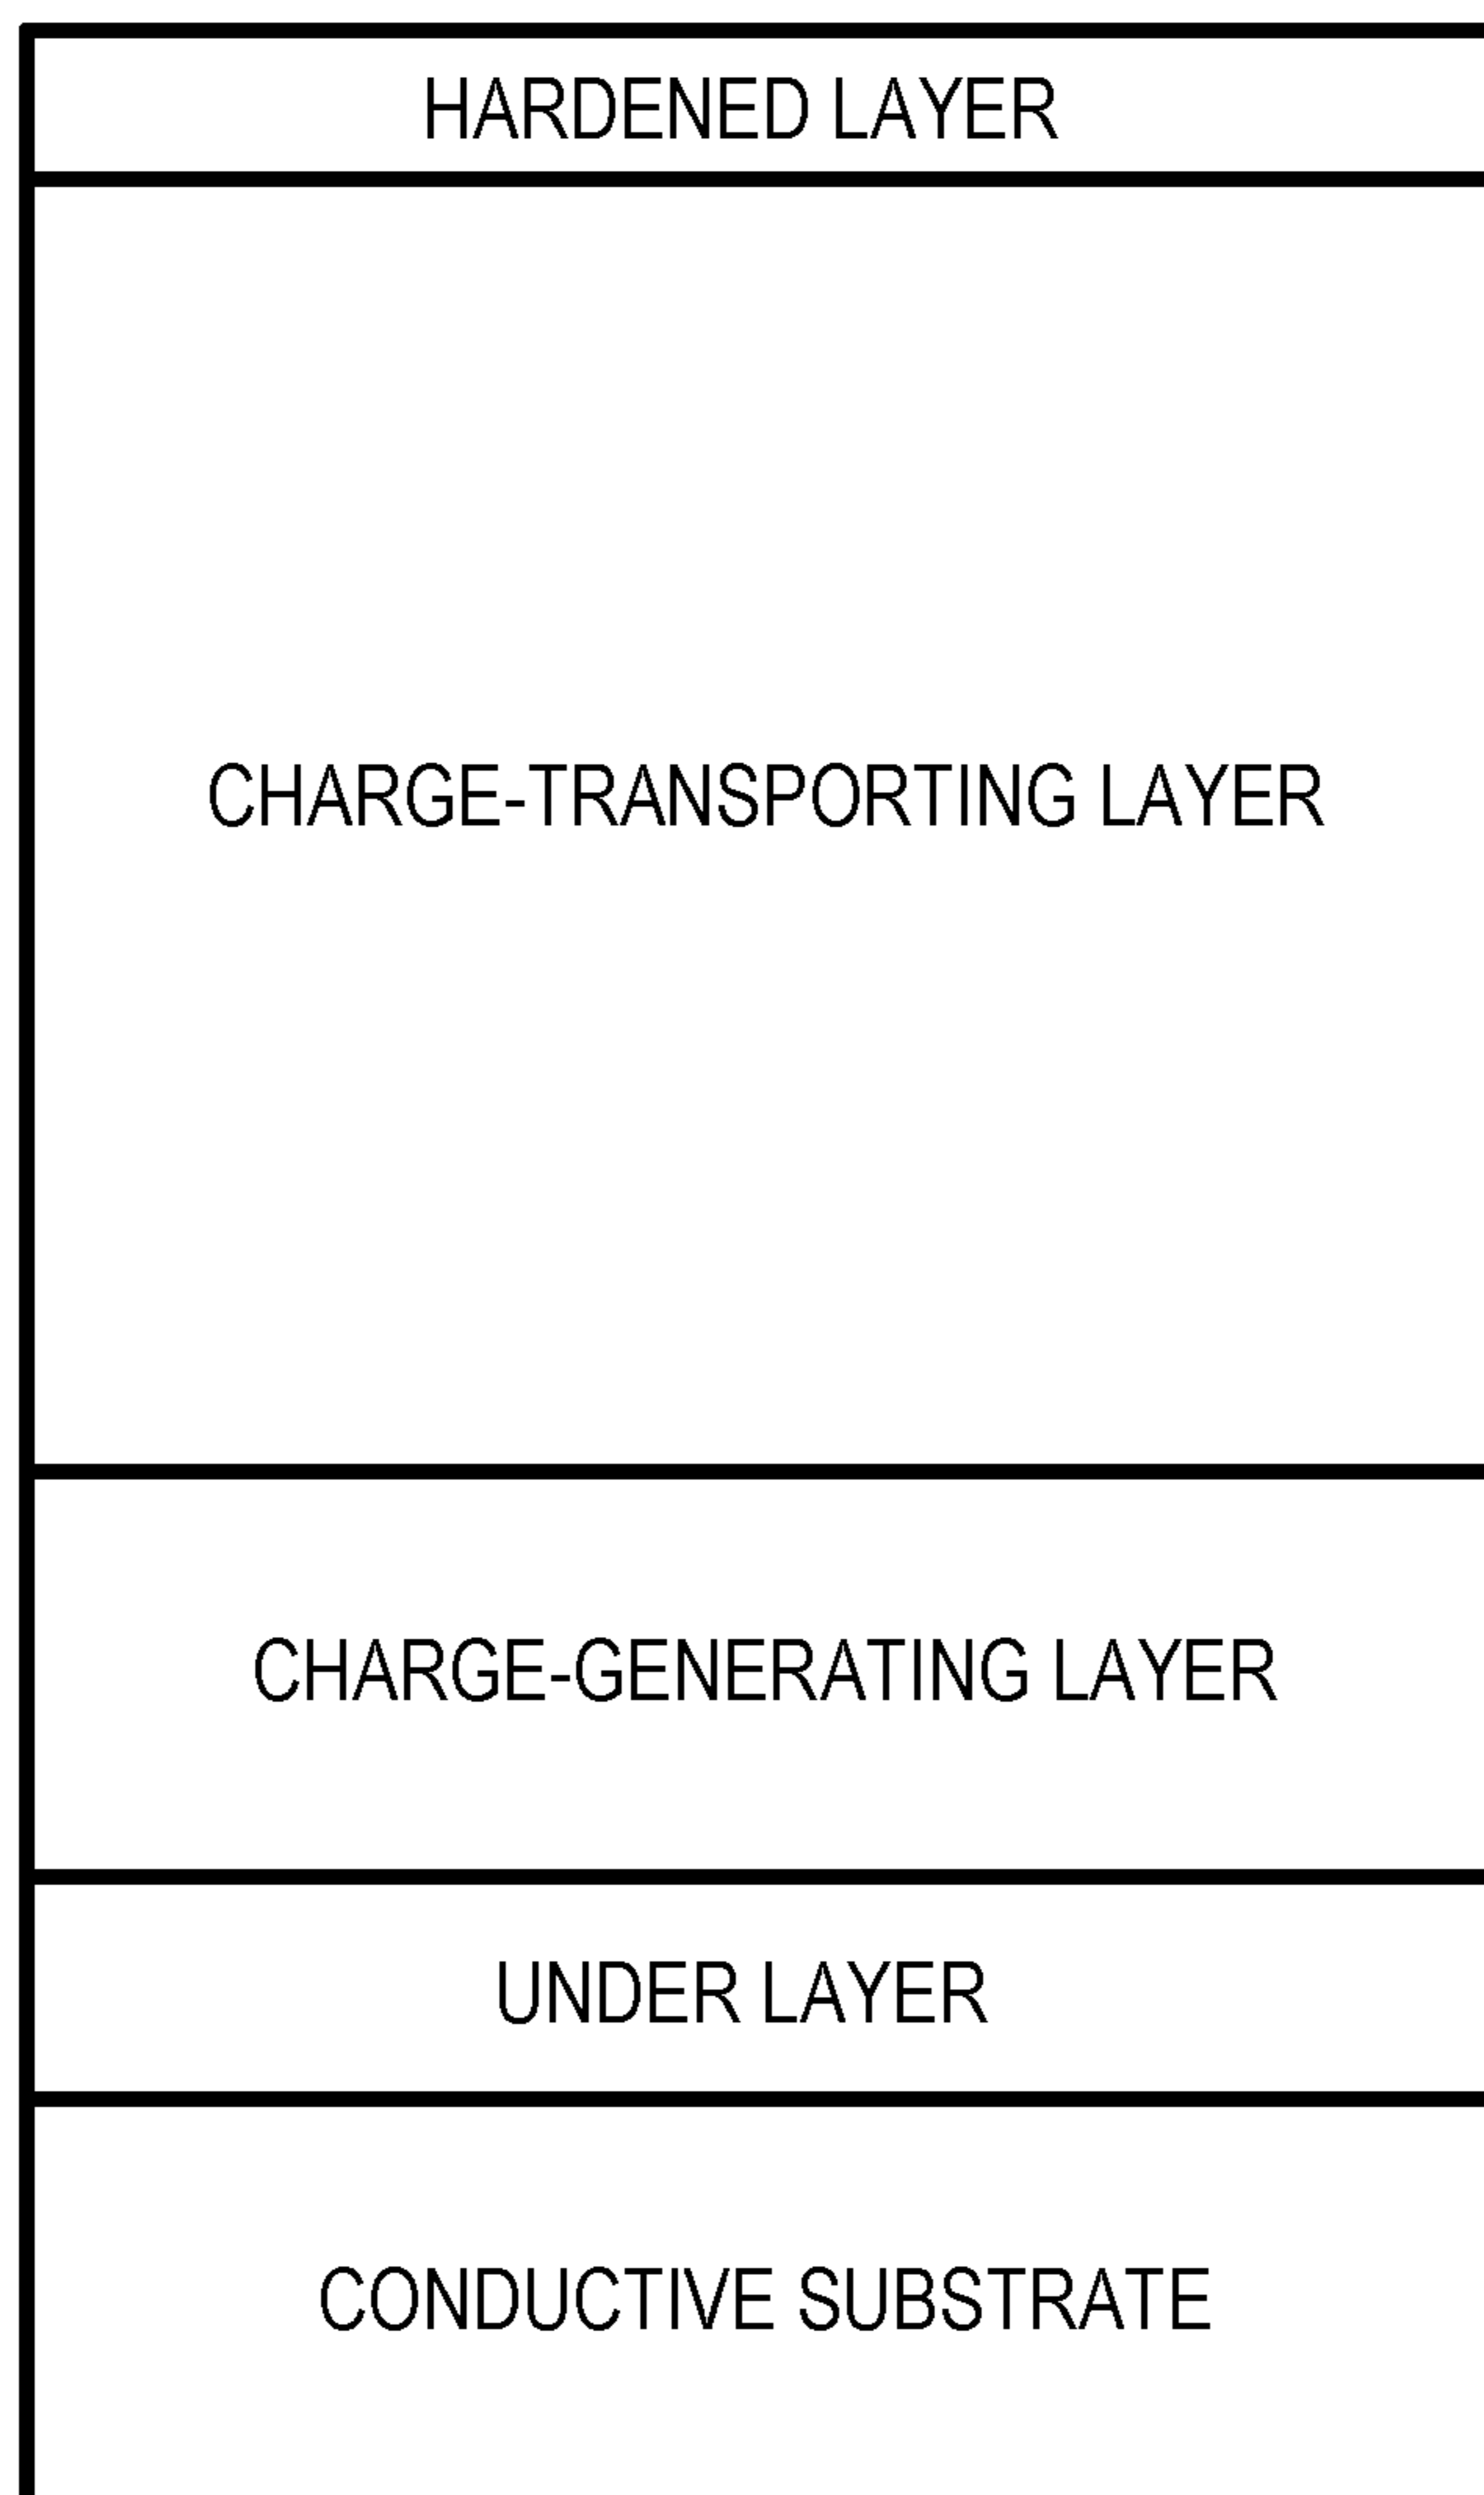 HARDENED LAYER
CHARGE-TRANSPORTING LAYER
CHARGE-GENERATING LAYER
UNDER LAYER
CONDUCTIVE SUBSTRATE